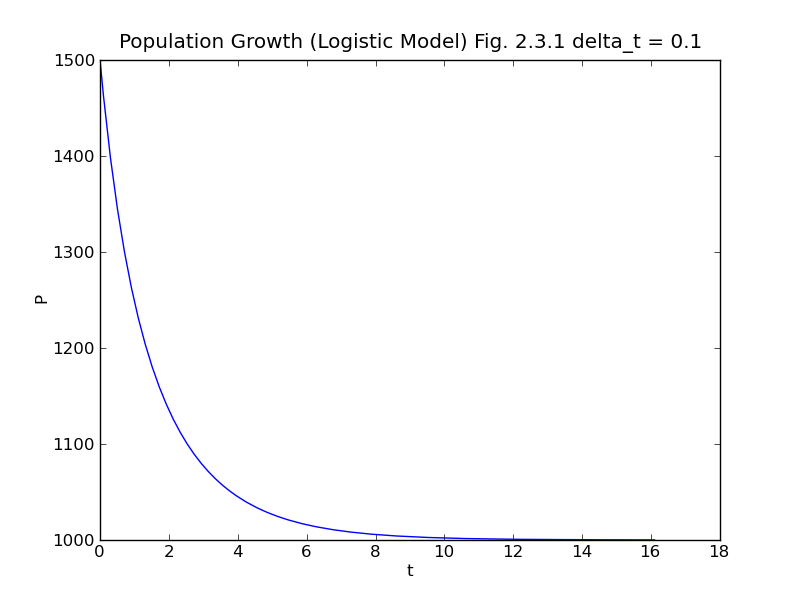 Population Growth (Logistic Model) Fig. 2.3.1 delta_t = 0.1
1500
1400
1300
1200
1100
1000
P
0 2 4 6 8 10 12 14 16 18
t